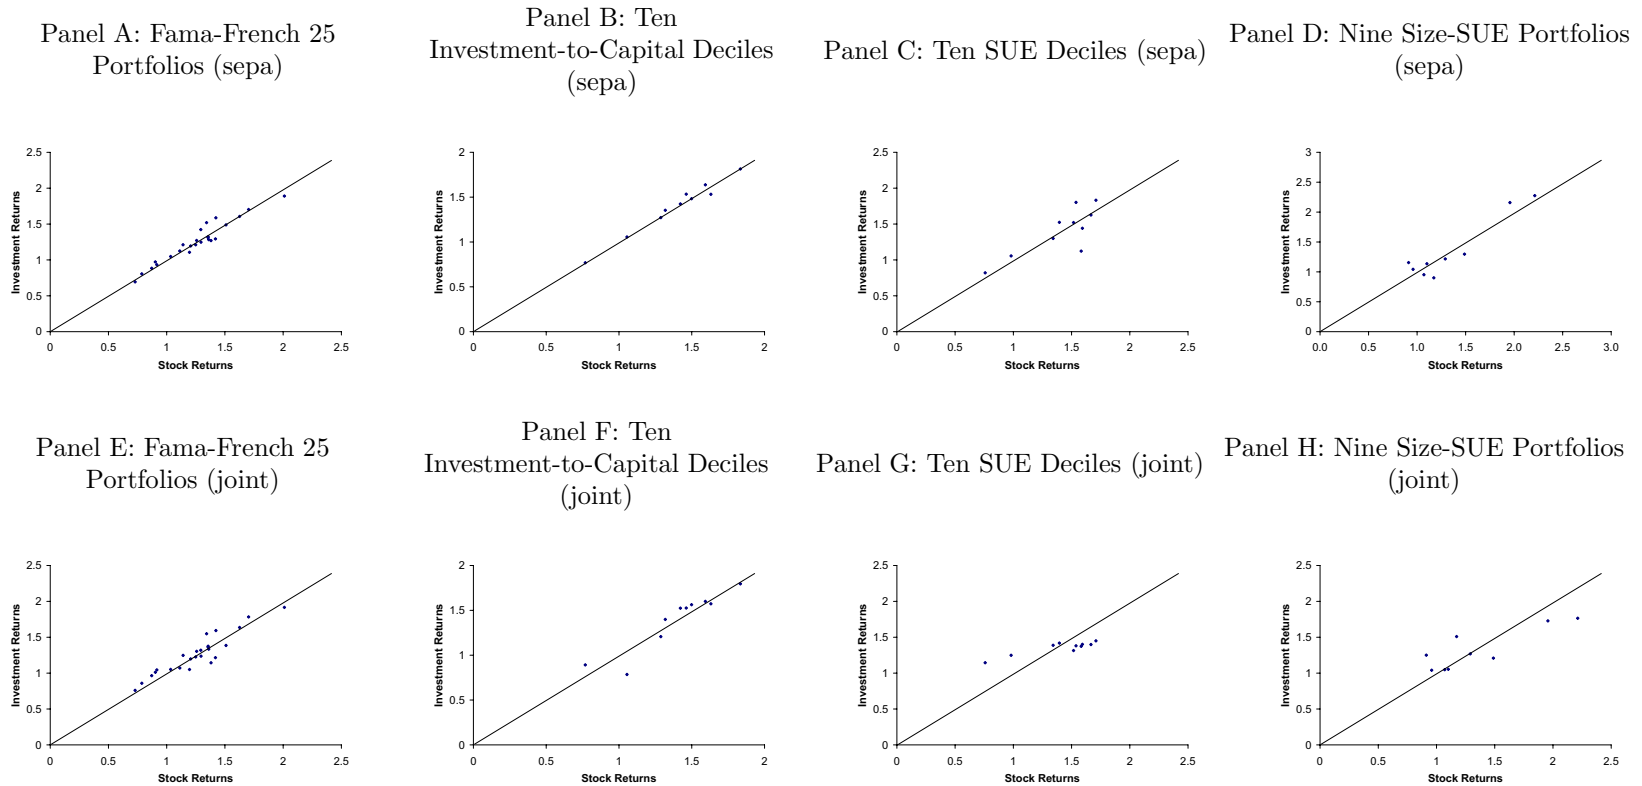 Panel A: Fama-French 25
Portfolios (sepa)
Panel B: Ten
Investment-to-Capital Deciles
(sepa)
Panel C: Ten SUE Deciles (sepa)
Panel D: Nine Size-SUE Portfolios
(sepa)
2.5
2
1.5
1
0.5
0
Investment Returns
0 0.5 1 1.5 2 2.5
Stock Returns
2
1.5
1
0.5
0
Investment Returns
0 0.5 1 1.5 2
Stock Returns
2.5
2
1.5
1
0.5
0
Investment Returns
0 0.5 1 1.5 2 2.5
Stock Returns
3
2.5
2
1.5
1
0.5
0
Investment Returns
0.0 0.5 1.0 1.5 2.0 2.5 3.0
Stock Returns
Panel E: Fama-French 25
Portfolios (joint)
Panel F: Ten
Investment-to-Capital Deciles
(joint)
Panel G: Ten SUE Deciles (joint)
Panel H: Nine Size-SUE Portfolios
(joint)
2.5
2
1.5
1
0.5
0
Investment Returns
0 0.5 1 1.5 2 2.5
Stock Returns
2
1.5
1
0.5
0
Investment Returns
0 0.5 1 1.5 2
Stock Returns
2.5
2
1.5
1
0.5
0
Investment Returns
0 0.5 1 1.5 2 2.5
Stock Returns
2.5
2
1.5
1
0.5
0
Investment Returns
0 0.5 1 1.5 2 2.5
Stock Returns